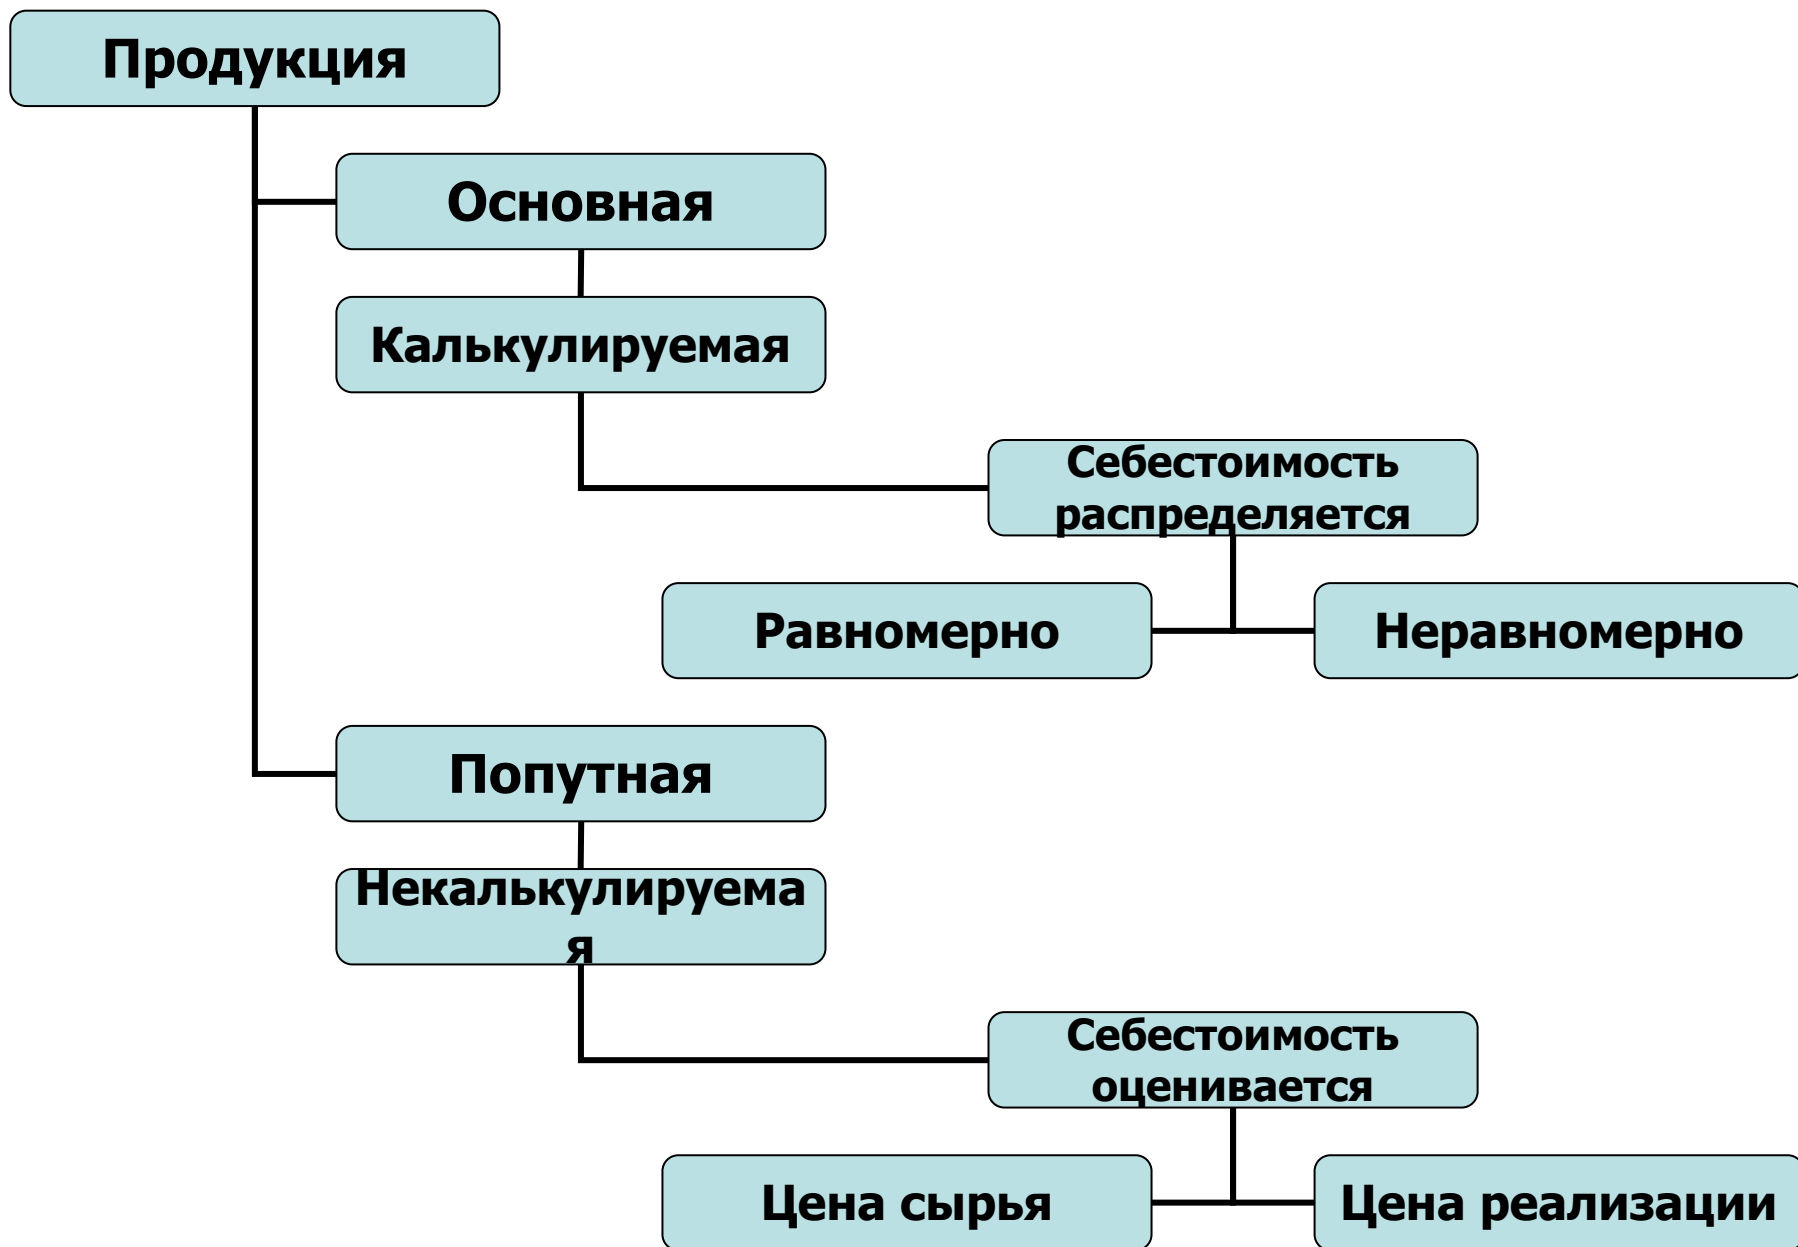 Продукция
Основная
Калькулируемая
Себестоимость
распределяется
Равномерно
Неравномерно
Попутная
Некалькулируема
я
Себестоимость
оценивается
Цена сырья
Цена реализации